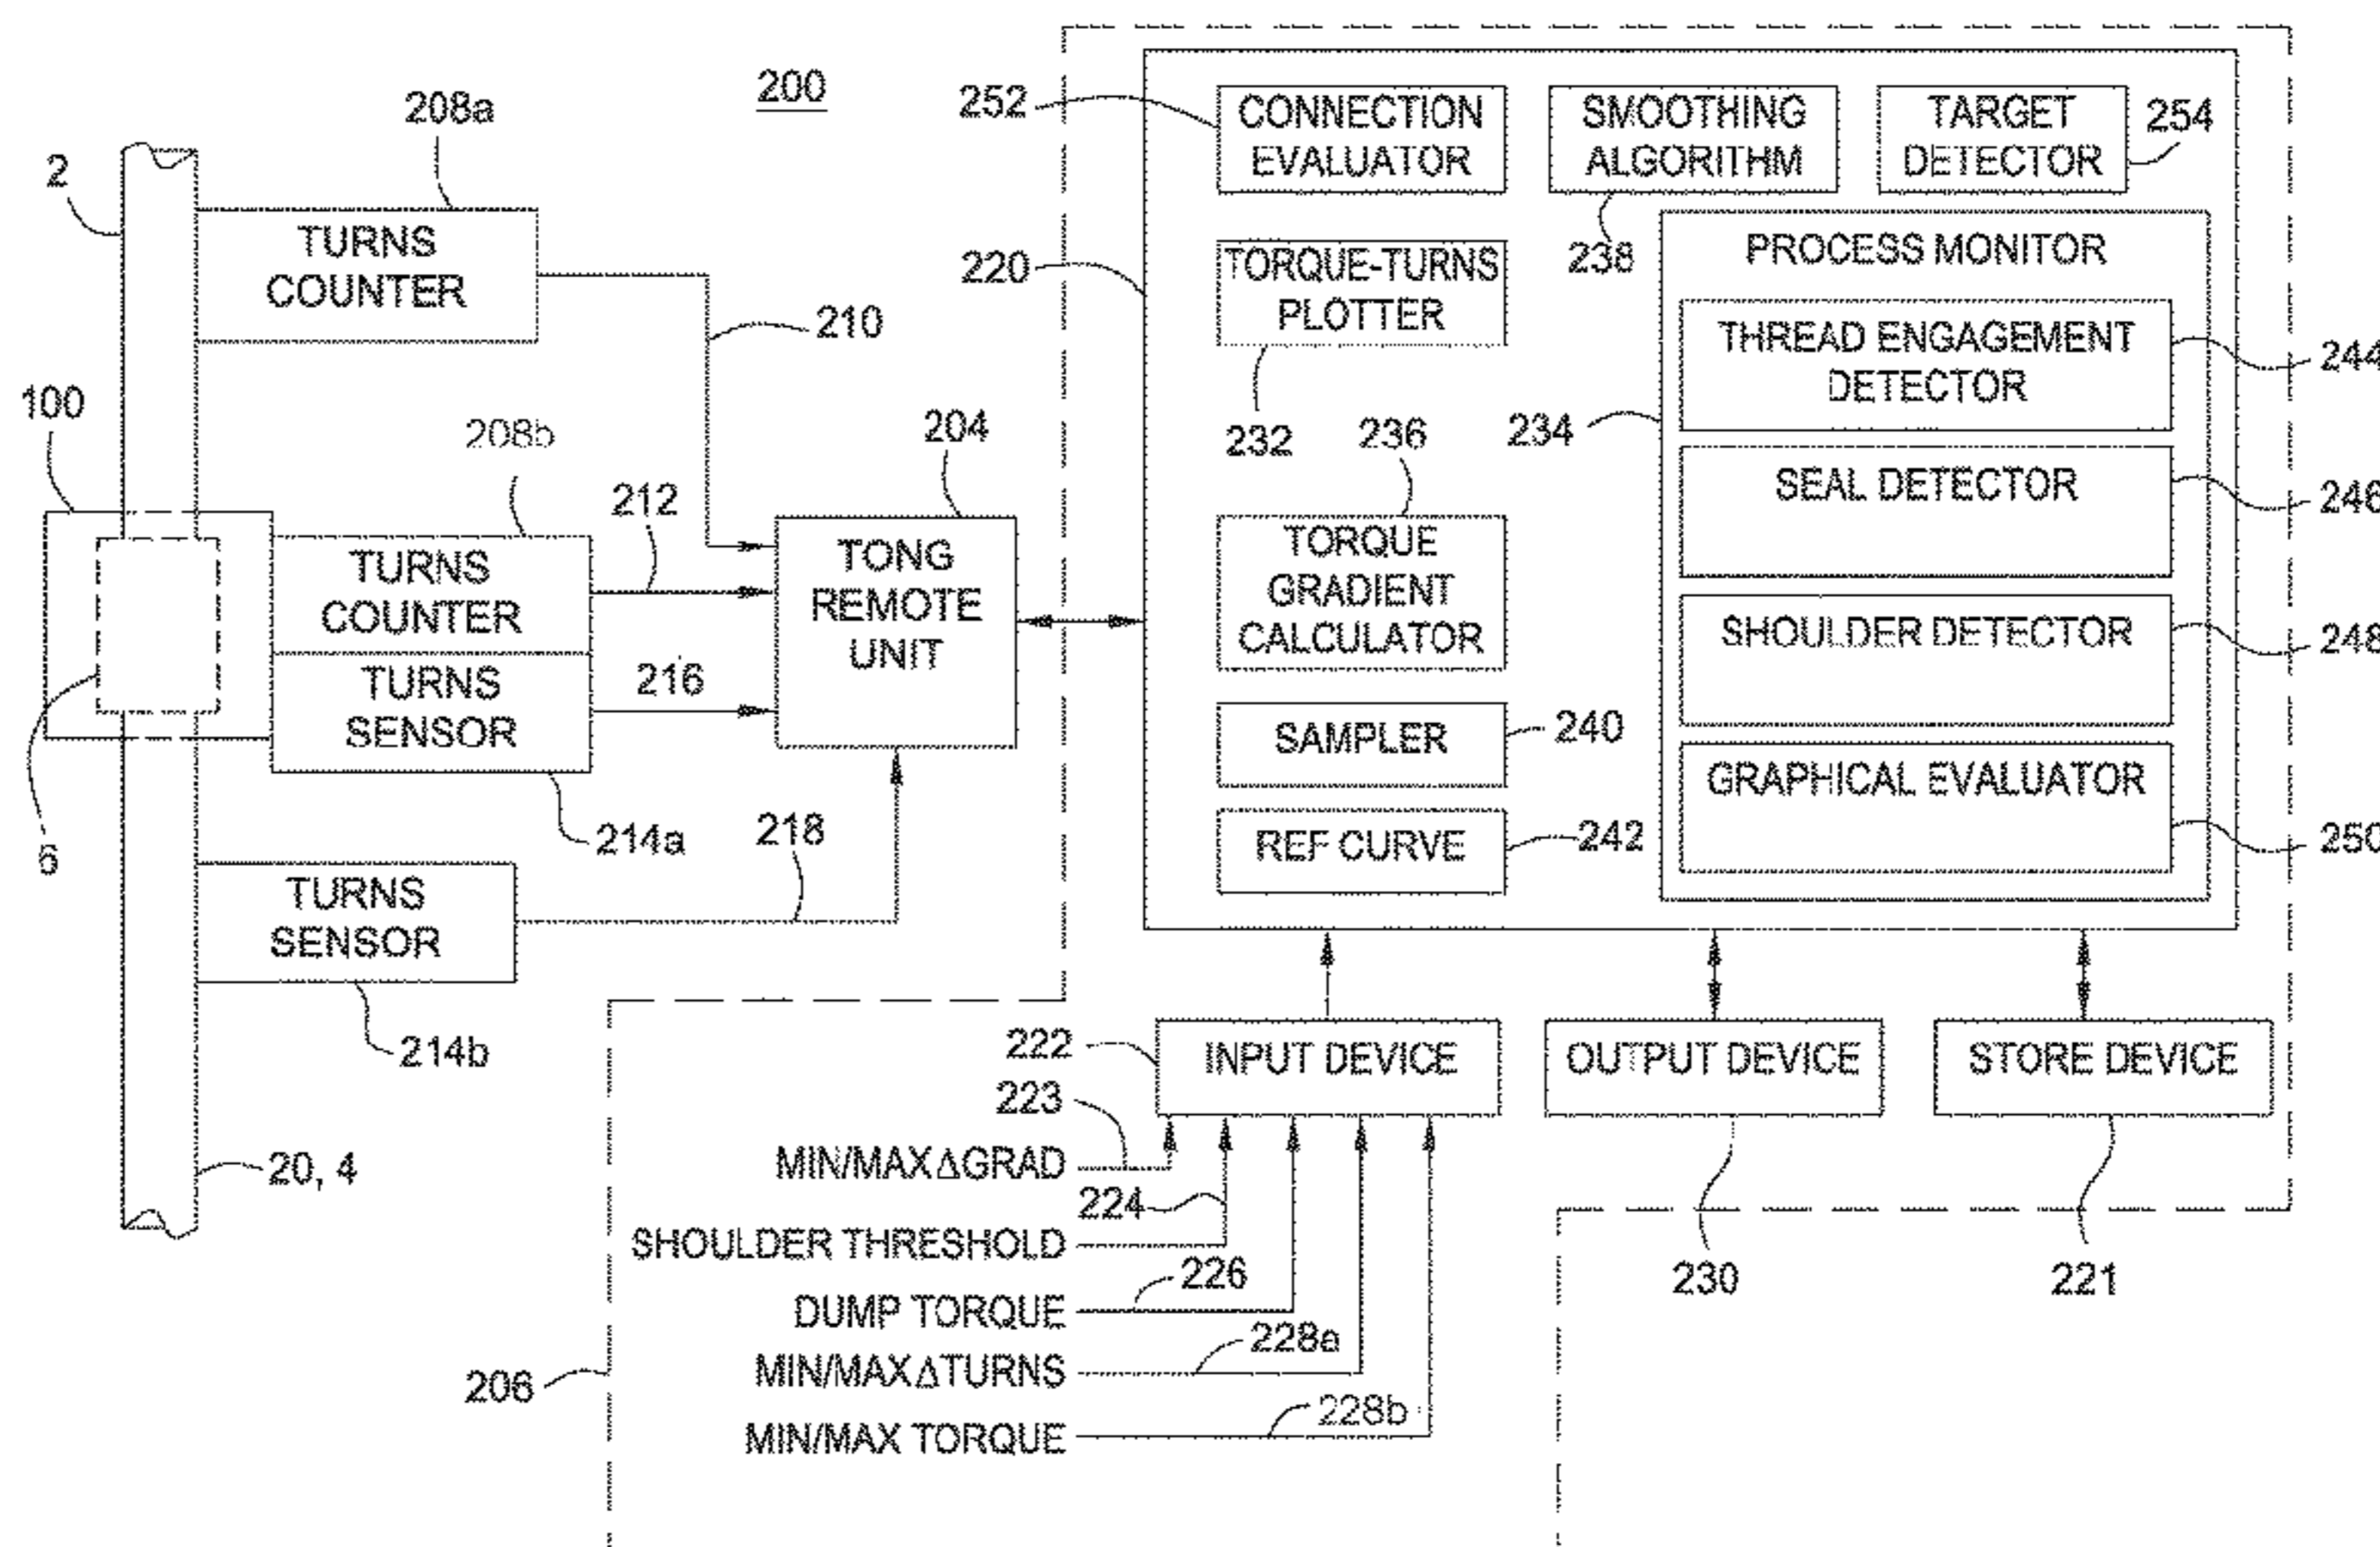 200
208a
2
TURNS
COUNTER
210
100
208b
212
204
TURNS
COUNTER
TURNS
SENSOR
216
TONG
REMOTE
UNIT
6
214a
218
TURNS
SENSOR
214b
20, 4
252
CONNECTION
EVALUATOR
SMOOTHING
ALGORITHM
238
TARGET
DETECTOR
254
220
TORQUE-TURNS
PLOTTER
232
236
TORQUE
GRADIENT
CALCULATOR
SAMPLER
240
REF CURVE
242
234
PROCESS MONITOR
THREAD ENGAGEMENT
DETECTOR
244
SEAL DETECTOR
246
SHOULDER DETECTOR
248
GRAPHICAL EVALUATOR
250
222
INPUT DEVICE
OUTPUT DEVICE
STORE DEVICE
223
MIN/MAX∆GRAD
224
SHOULDER THRESHOLD
226
DUMP TORQUE
228a
MIN/MAX∆TURNS
228b
MIN/MAX TORQUE
206
230
221